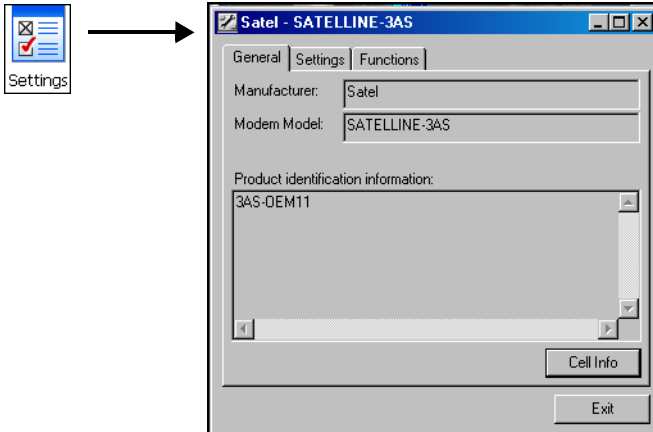 Settings
Satel - SATELLINE-3AS
General Settings Functions
Manufacturer: Satel
Modem Model: SATELLINE-3AS
Product identification information:
3AS-OEM11
Cell Info
Exit